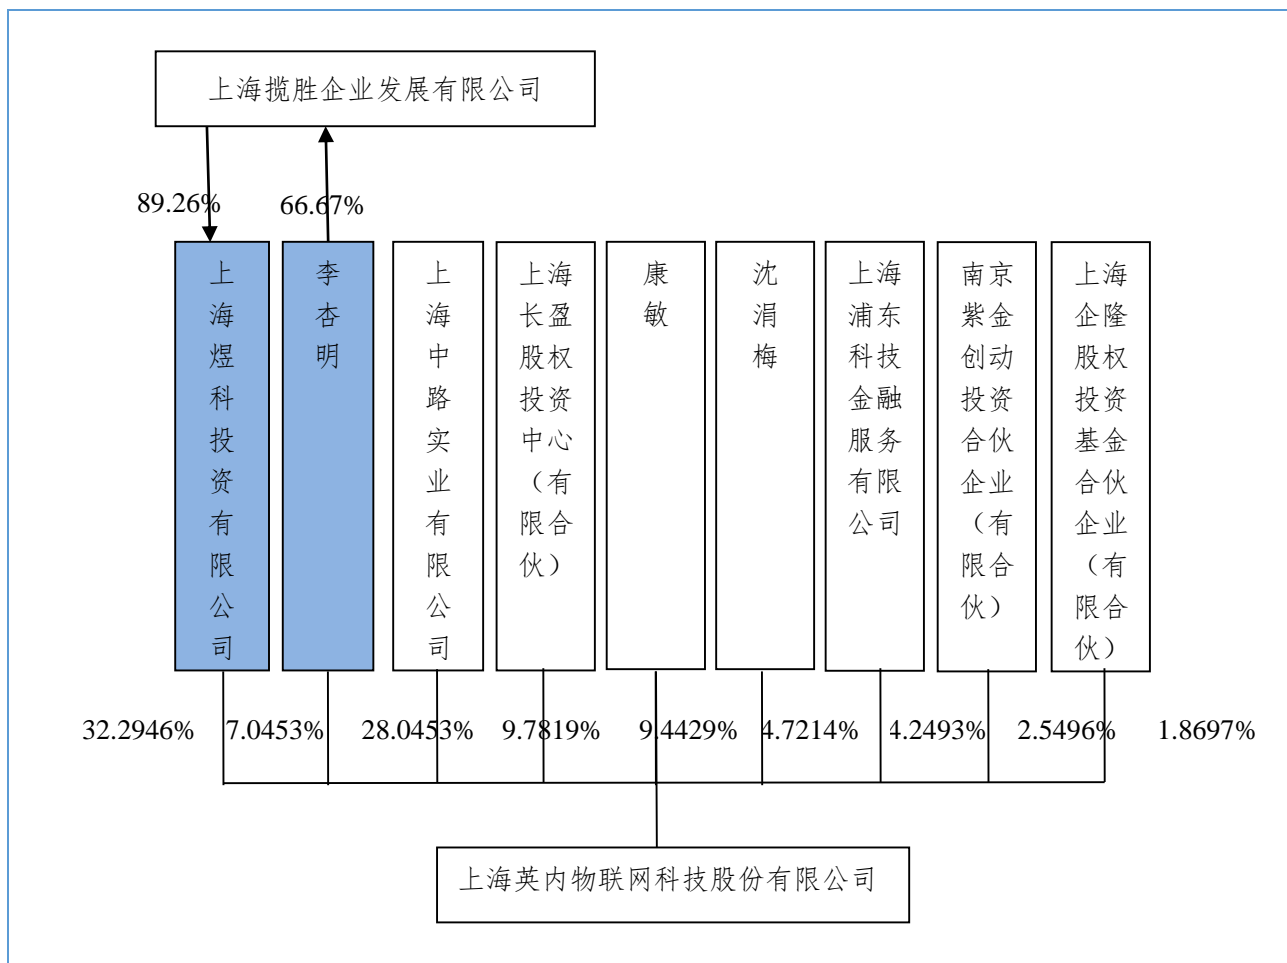 上海揽胜企业发展有限公司
89.26%
66.67%
上
海
煜
科
投
资
有
限
公
司
李
杏
明
上
海
中
路
实
业
有
限
公
司
上海
长盈
股权
投资
中心
（有
限合
伙）
康
敏
沈
涓
梅
上海
浦东
科技
金融
服务
有限
公司
南京
紫金
创动
投资
合伙
企业
（有
限合
伙）
上海
企隆
股权
投资
基金
合伙
企业
（有
限合
伙）
32.2946%
7.0453%
28.0453%
9.7819%
9.4429%
4.7214%
4.2493%
2.5496%
1.8697%
上海英内物联网科技股份有限公司